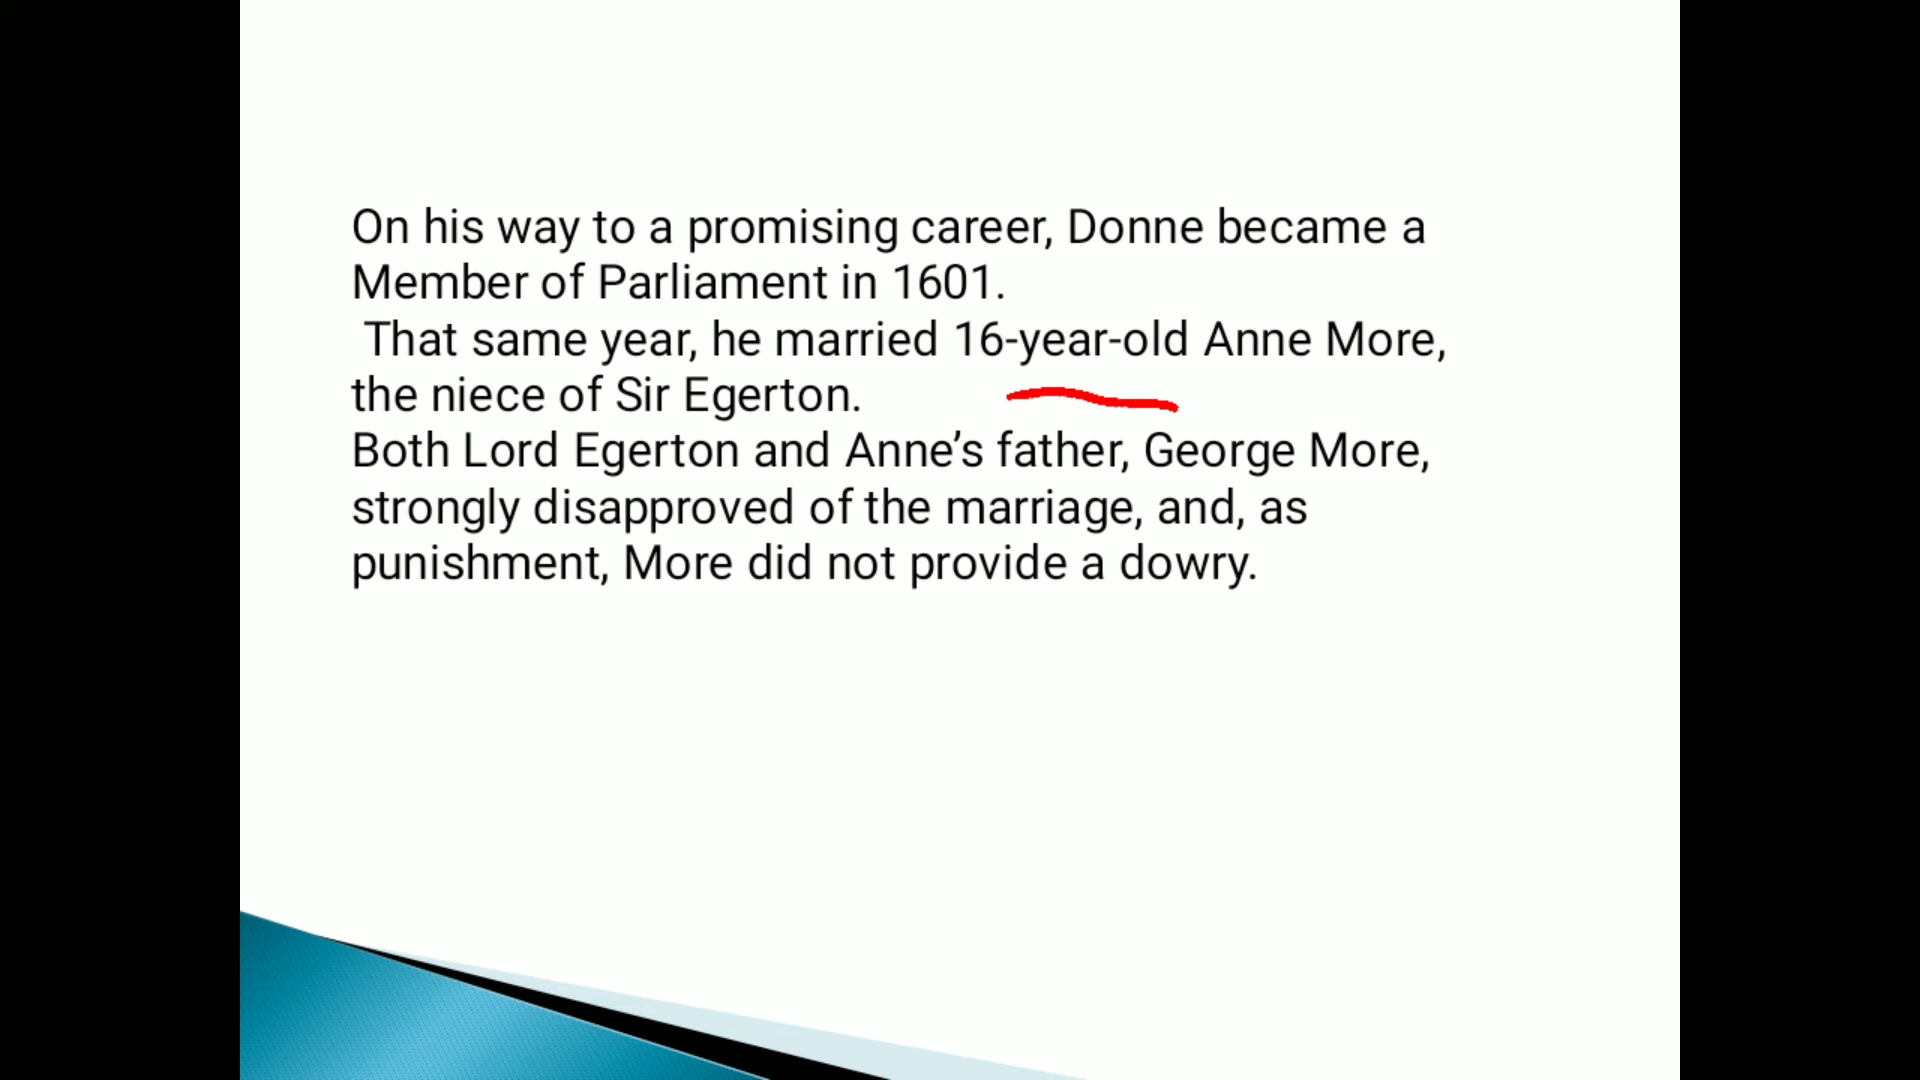 On his way to a promising career, Donne became a
Member of Parliament in 1601.
That same year, he married 16-year-old Anne More,
the niece of Sir Egerton.
Both Lord Egerton and Anne’s father, George More,
strongly disapproved of the marriage, and, as
punishment, More did not provide a dowry.